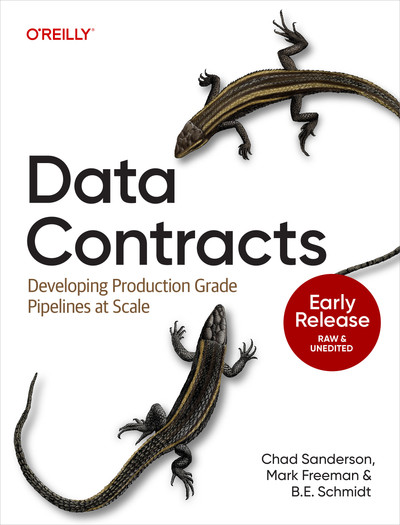 O'REILLY®
Data
Contracts
Developing Production Grade
Pipelines at Scale
Early
Release
RAW &
UNEDITED
Chad Sanderson,
Mark Freeman &
B.E. Schmidt